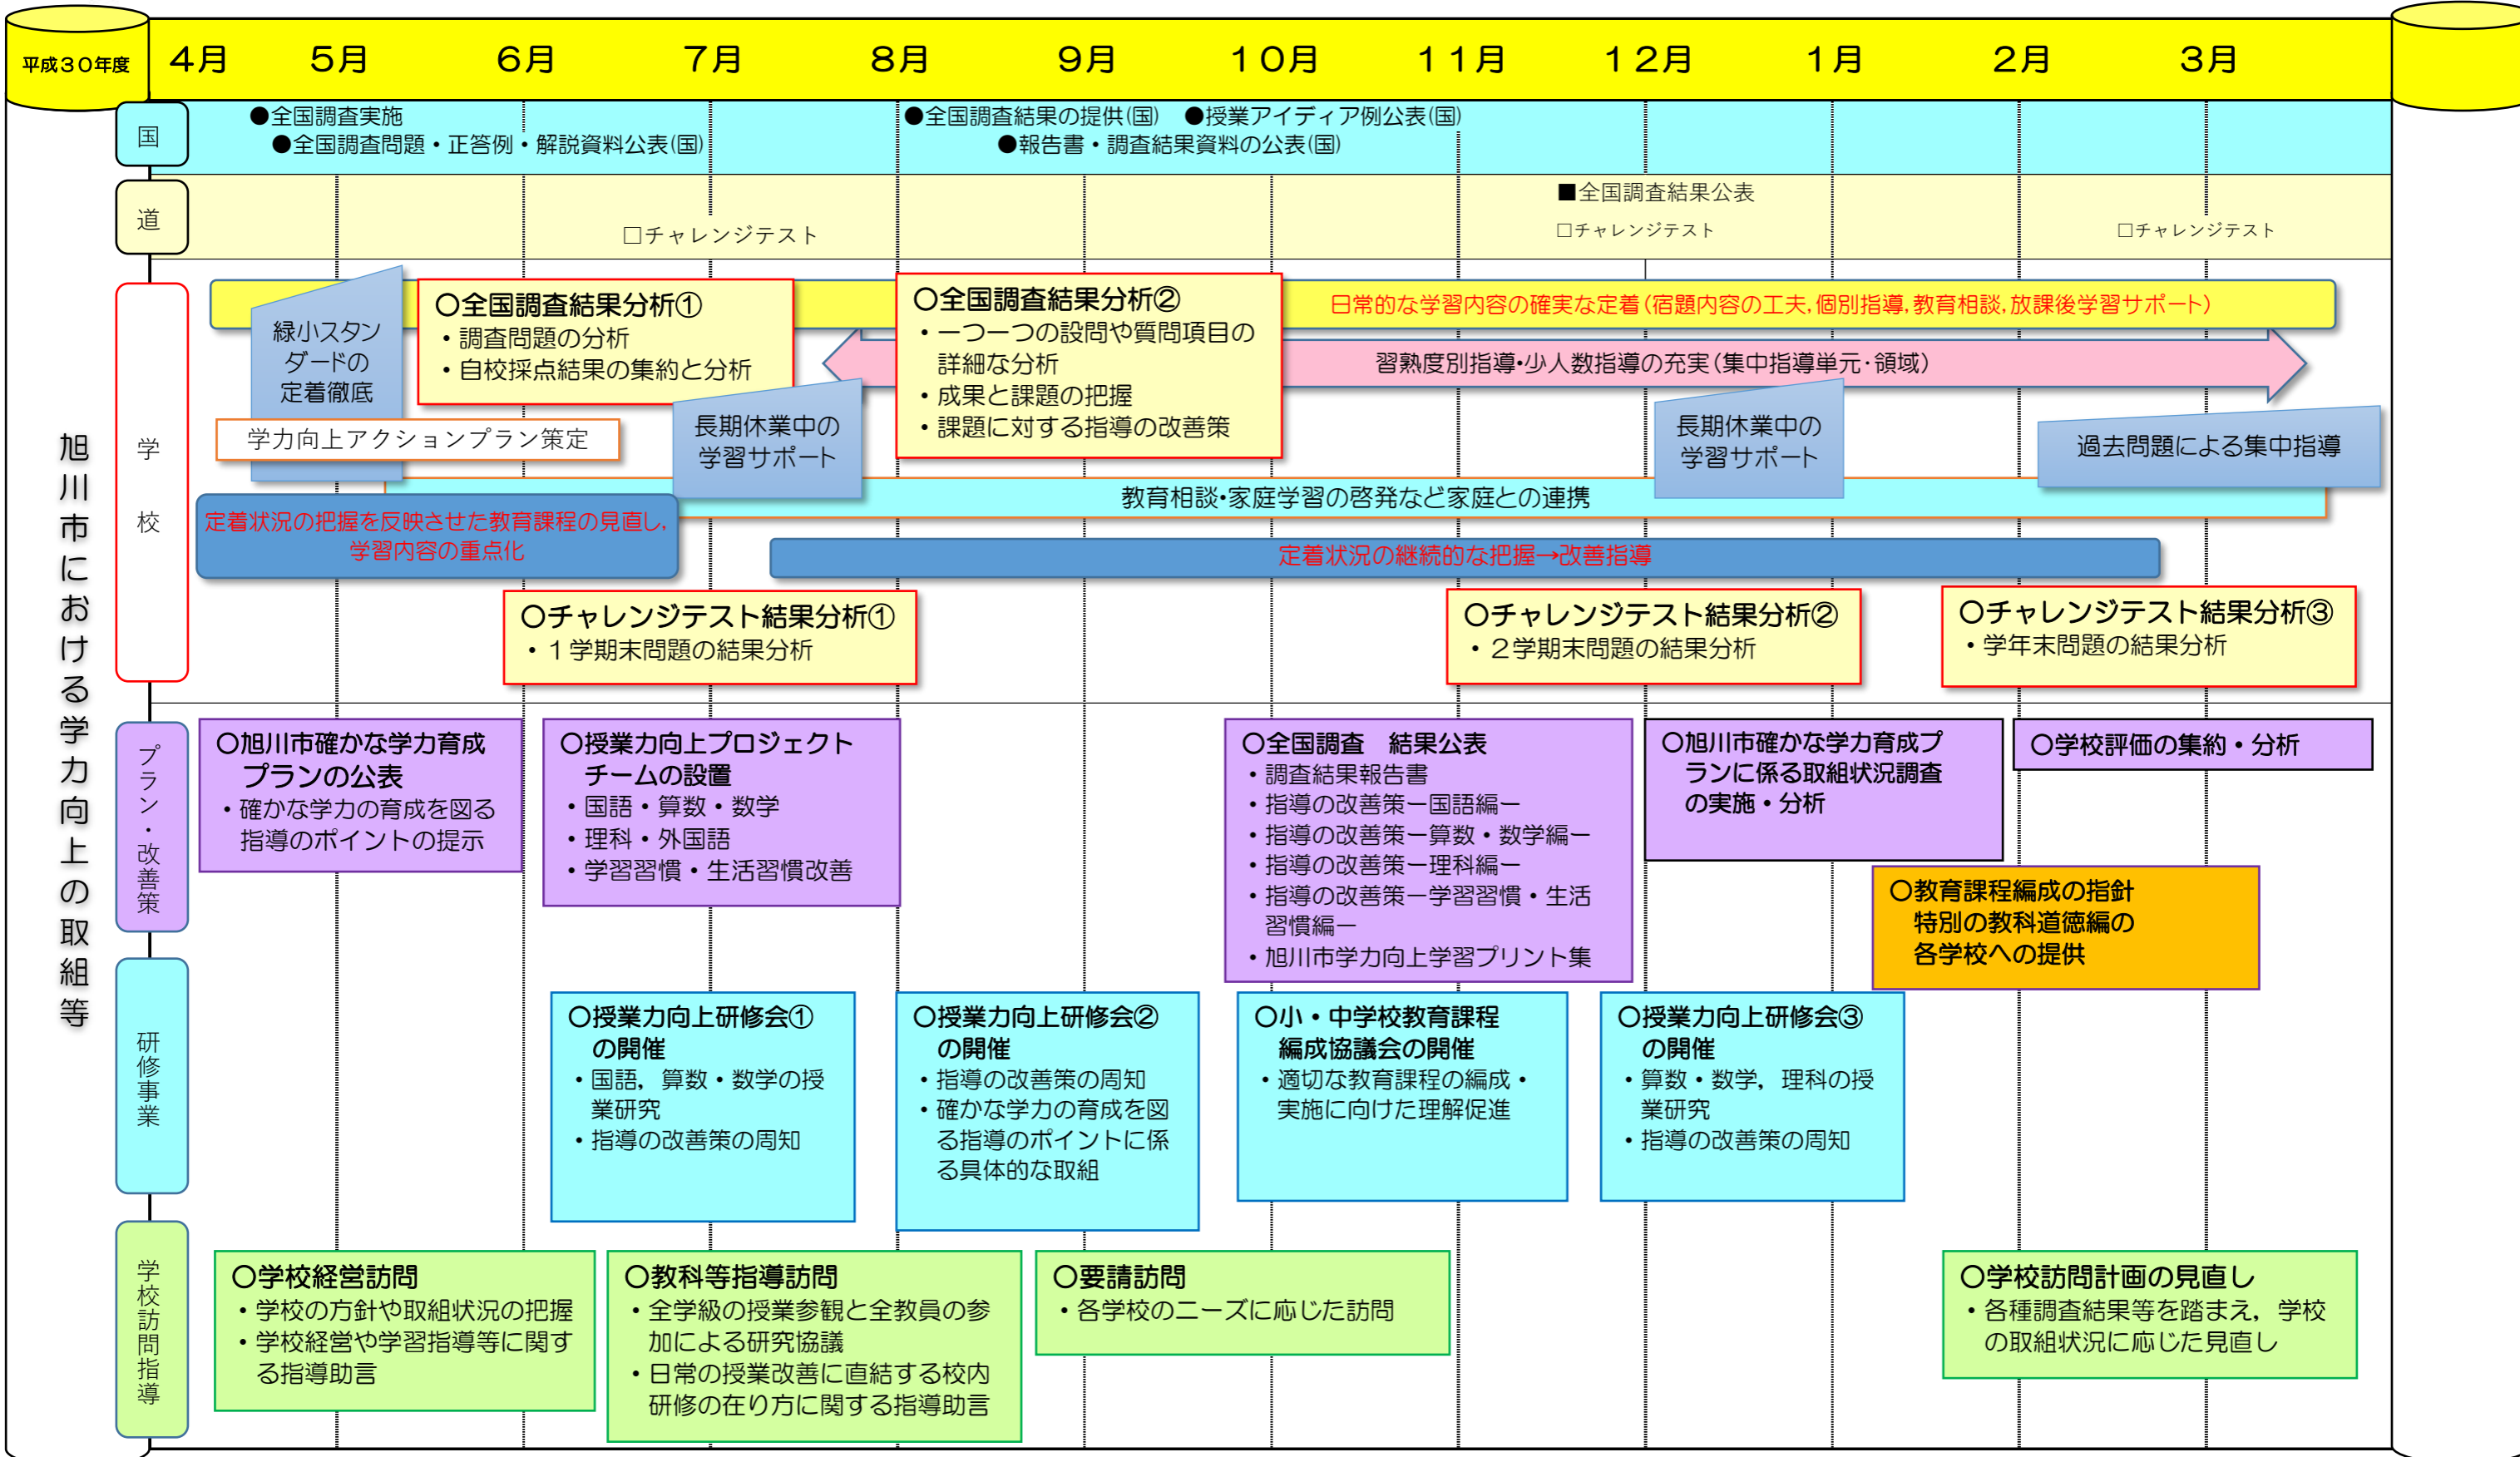 平成３０年度
４月
５月
６月
７月
８月
９月
１０月
１１月
１２月
１月
２月
３月
旭川市における学力向上の取組等
国
●全国調査実施
●全国調査問題・正答例・解説資料公表(国)
●全国調査結果の提供(国)
●授業アイディア例公表(国)
●報告書・調査結果資料の公表(国)
道
□チャレンジテスト
■全国調査結果公表
□チャレンジテスト
□チャレンジテスト
学校
日常的な学習内容の確実な定着(宿題内容の工夫,個別指導,教育相談,放課後学習サポート)
緑小スタン
ダードの
定着徹底
○全国調査結果分析①
・調査問題の分析
・自校採点結果の集約と分析
○全国調査結果分析②
・一つ一つの設問や質問項目の
詳細な分析
・成果と課題の把握
・課題に対する指導の改善策
習熟度別指導・少人数指導の充実(集中指導単元・領域)
学力向上アクションプラン策定
長期休業中の
学習サポート
長期休業中の
学習サポート
過去問題による集中指導
教育相談・家庭学習の啓発など家庭との連携
定着状況の把握を反映させた教育課程の見直し,
学習内容の重点化
定着状況の継続的な把握→改善指導
○チャレンジテスト結果分析①
・１学期末問題の結果分析
○チャレンジテスト結果分析②
・２学期末問題の結果分析
○チャレンジテスト結果分析③
・学年末問題の結果分析
プラン・改善策
○旭川市確かな学力育成
プランの公表
・確かな学力の育成を図る
指導のポイントの提示
○授業力向上プロジェクト
チームの設置
・国語・算数・数学
・理科・外国語
・学習習慣・生活習慣改善
○全国調査　結果公表
・調査結果報告書
・指導の改善策ー国語編ー
・指導の改善策ー算数・数学編ー
・指導の改善策ー理科編ー
・指導の改善策ー学習習慣・生活
習慣編ー
・旭川市学力向上学習プリント集
○旭川市確かな学力育成プ
ランに係る取組状況調査
の実施・分析
○学校評価の集約・分析
○教育課程編成の指針
特別の教科道徳編の
各学校への提供
研修事業
○授業力向上研修会①
の開催
・国語，算数・数学の授
業研究
・指導の改善策の周知
○授業力向上研修会②
の開催
・指導の改善策の周知
・確かな学力の育成を図
る指導のポイントに係
る具体的な取組
○小・中学校教育課程
編成協議会の開催
・適切な教育課程の編成・
実施に向けた理解促進
○授業力向上研修会③
の開催
・算数・数学，理科の授
業研究
・指導の改善策の周知
学校訪問指導
○学校経営訪問
・学校の方針や取組状況の把握
・学校経営や学習指導等に関す
る指導助言
○教科等指導訪問
・全学級の授業参観と全教員の参
加による研究協議
・日常の授業改善に直結する校内
研修の在り方に関する指導助言
○要請訪問
・各学校のニーズに応じた訪問
○学校訪問計画の見直し
・各種調査結果等を踏まえ，学校
の取組状況に応じた見直し